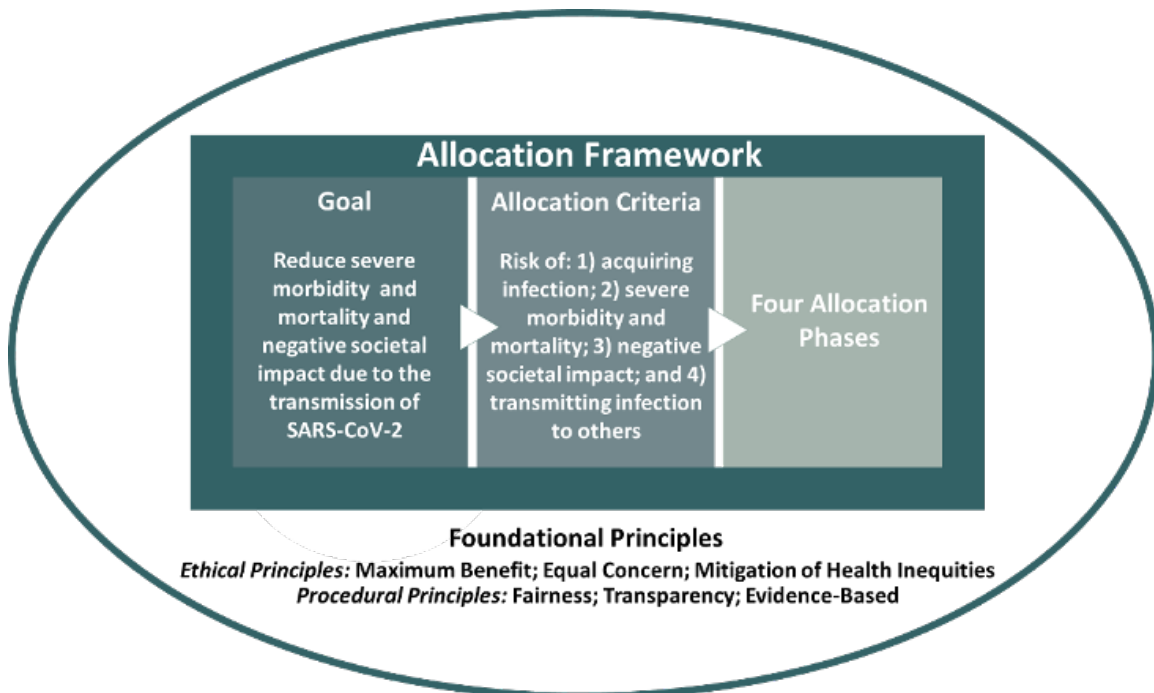 Allocation Framework
Goal
Reduce severe
morbidity and
mortality and
negative societal
impact due to the
transmission of
SARS-CoV-2
Allocation Criteria
Risk of: 1) acquiring
infection; 2) severe
morbidity and
mortality; 3) negative
societal impact; and 4)
transmitting infection
to others
Four Allocation
Phases
Foundational Principles
Ethical Principles: Maximum Benefit; Equal Concern; Mitigation of Health Inequities
Procedural Principles: Fairness; Transparency; Evidence-Based